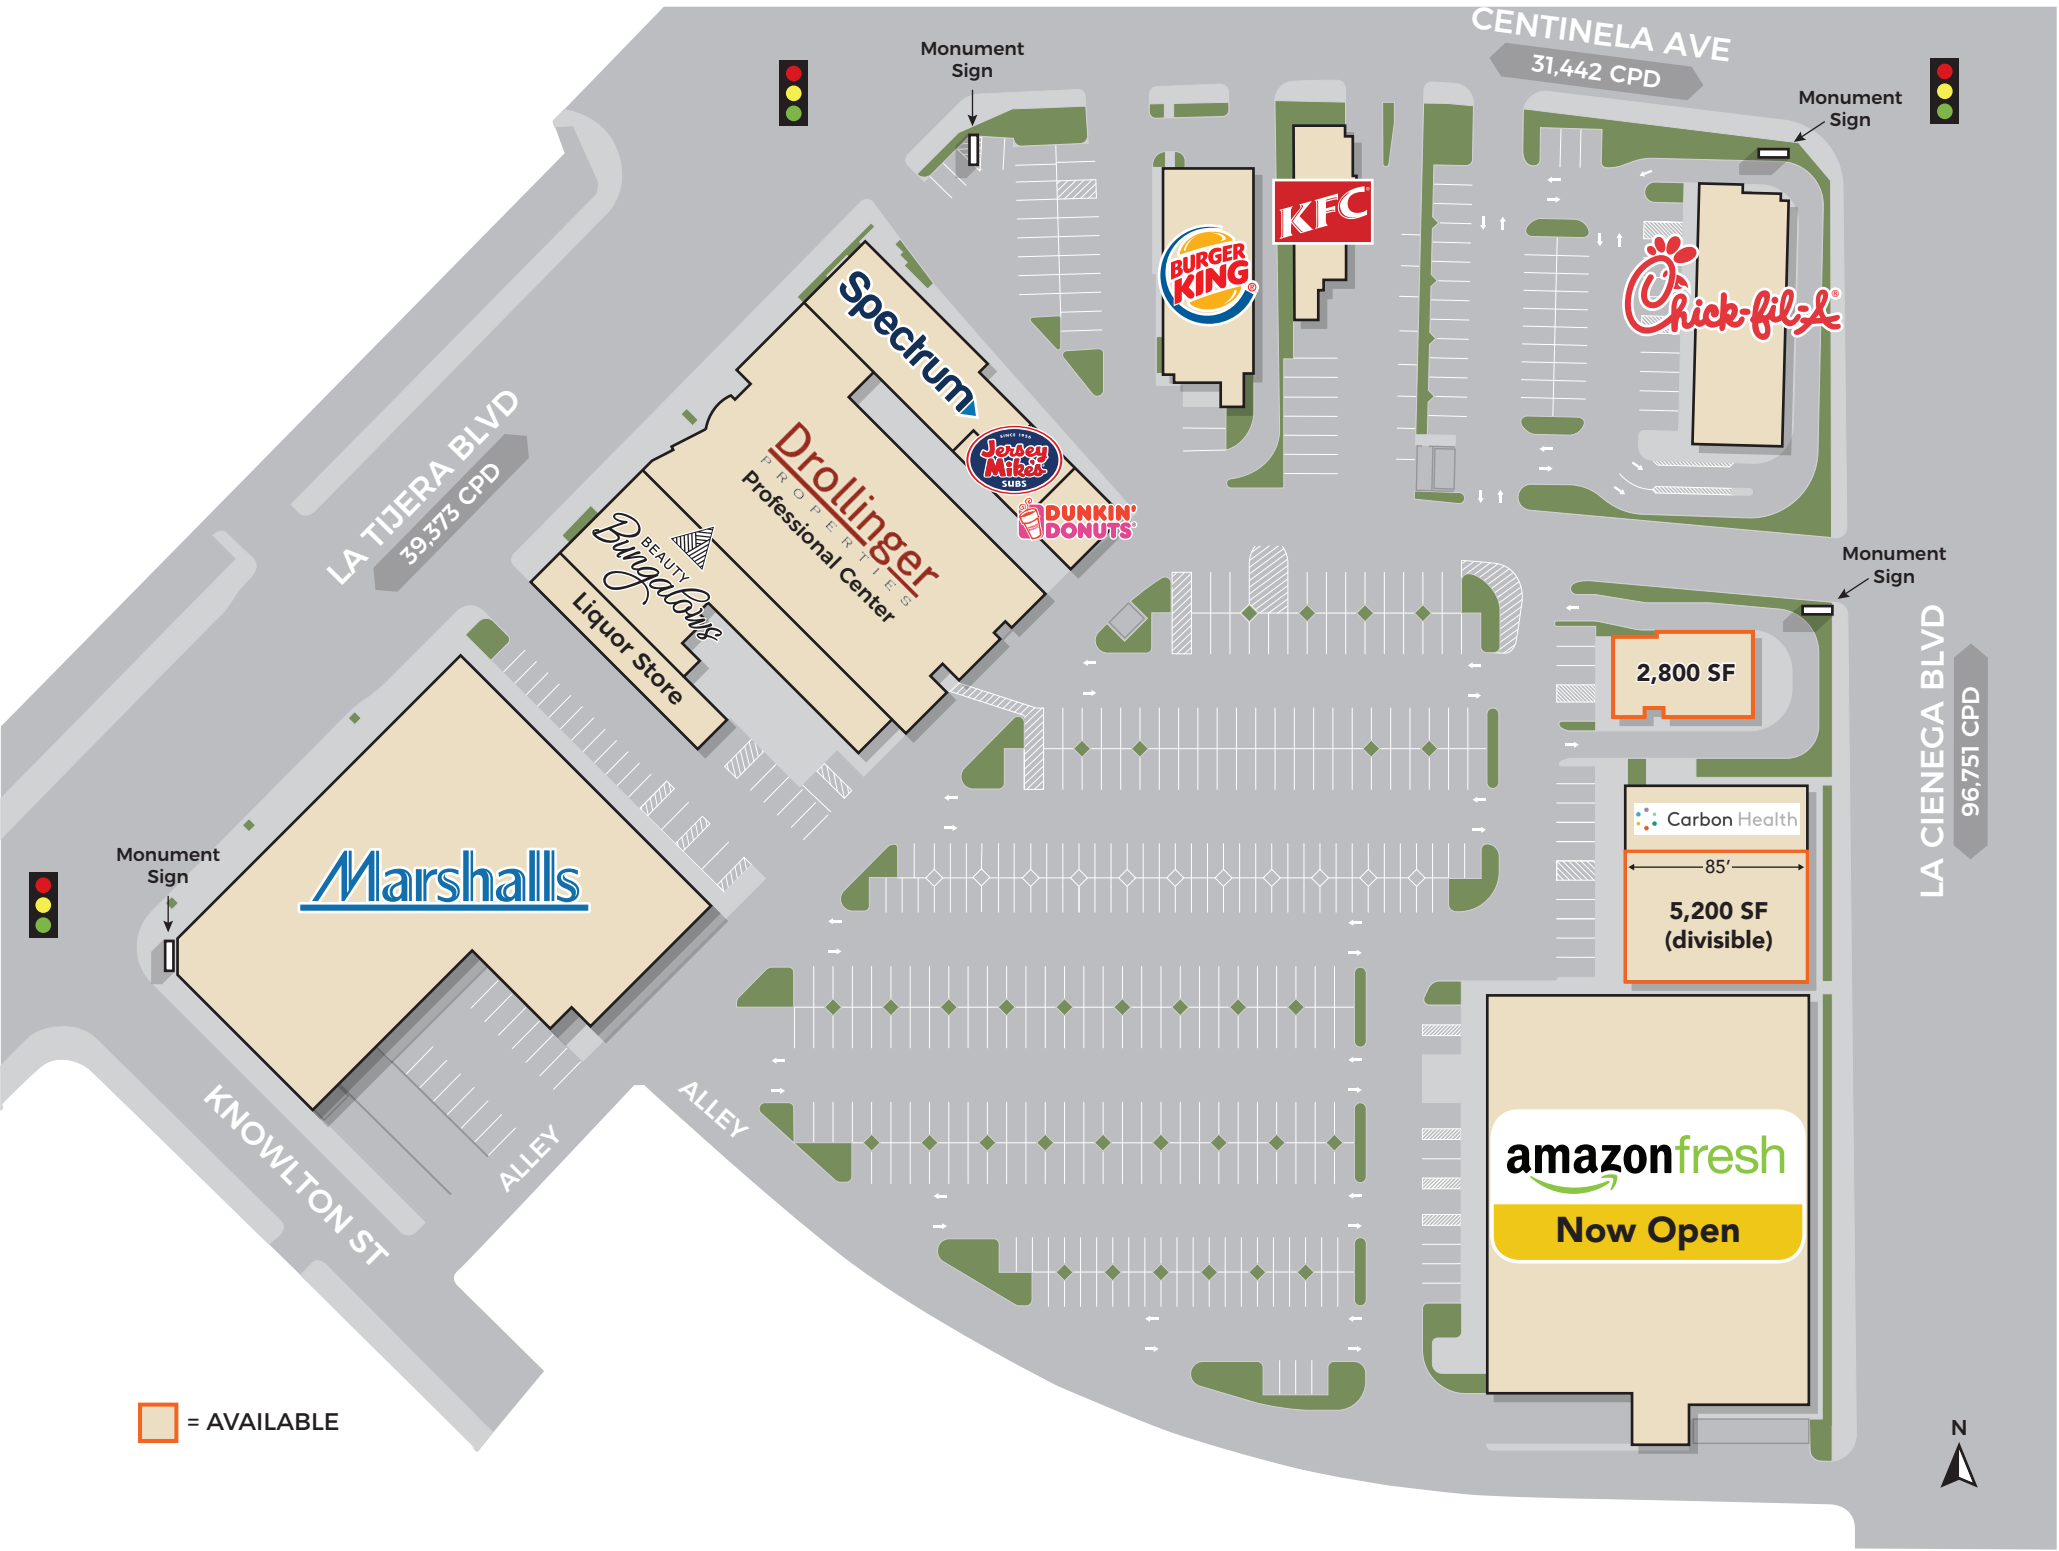 CENTINELA AVE
31,442 CPD
Monument
Sign
Monument
Sign
KFC
BURGER
KING
®
Chick-fil-A
®
Spectrum
LA TIJERA BLVD
39,373 CPD
SINCE 1956
Jersey
Mike's
SUBS
DUNKIN'
DONUTS
Drollinger
PROPERTIES
Professional Center
BEAUTY
Bungalows
Liquor Store
Monument
Sign
LA CIENEGA BLVD
96,751 CPD
2,800 SF
Carbon Health
85'
5,200 SF
(divisible)
Marshalls
Monument
Sign
KNOWLTON ST
ALLEY
ALLEY
amazonfresh
Now Open
= AVAILABLE
N